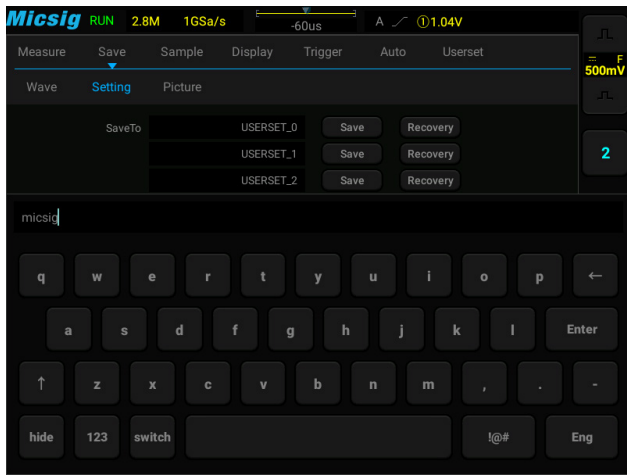 Micsig RUN 2.8M 1GSa/s -60us A ①1.04V
Measure Save Sample Display Trigger Auto Userset
F
500mV
Wave Setting Picture
SaveTo USERSET_0 Save Recovery
USERSET_1 Save Recovery
2
USERSET_2 Save Recovery
micsig
q w e r t y u i o p ←
a s d f g h j k l Enter
↑ z x c v b n m , . -
hide 123 switch !@# Eng